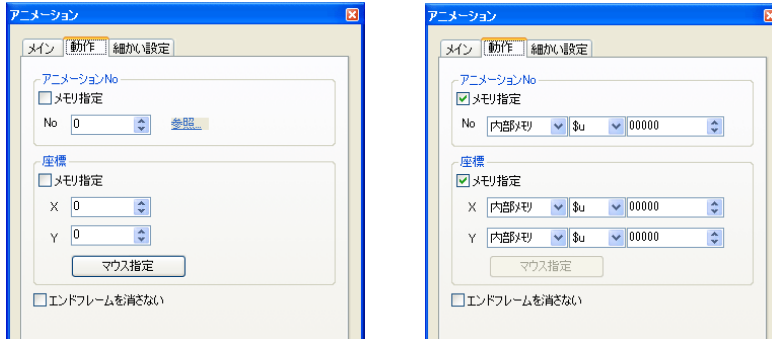 アニメーション
メイン 動作 細かい設定
アニメーションNo
メモリ指定
No 0 参照...
座標
メモリ指定
X 0
Y 0
マウス指定
エンドフレームを消さない
アニメーション
メイン 動作 細かい設定
アニメーションNo
メモリ指定
No 内部メモリ $u 00000
座標
メモリ指定
X 内部メモリ $u 00000
Y 内部メモリ $u 00000
マウス指定
エンドフレームを消さない